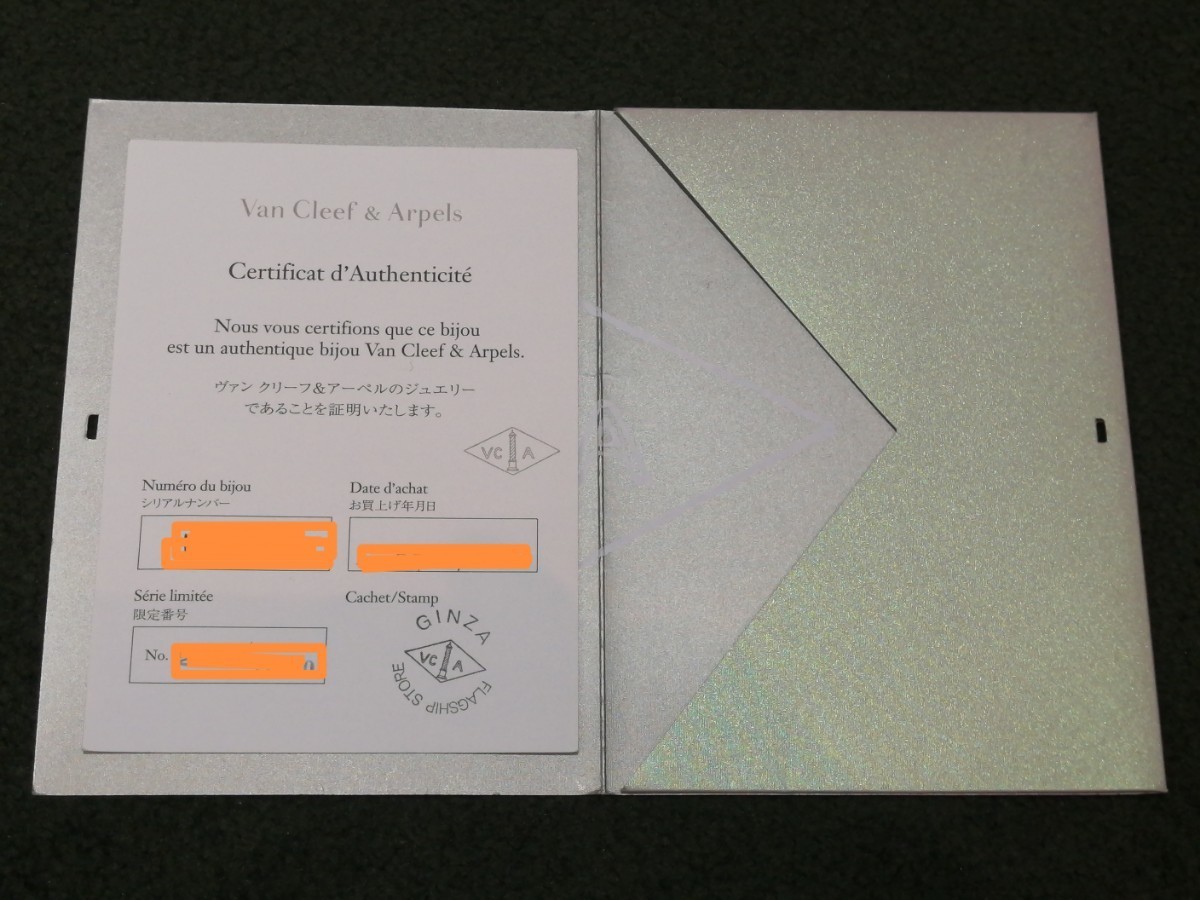 Van Cleef & Arpels
Certificat d'Authenticité
Nous vous certifions que ce bijou
est un authentique bijou Van Cleef & Arpels.
ヴァン クリーフ&アーペルのジュエリー
であることを証明いたします。
VC A
Numéro du bijou
シリアルナンバー
Date d'achat
お買上げ年月日
Série limitée
限定番号
No.
Cachet/Stamp
GINZA
VC A
FLAGSHIP STORE